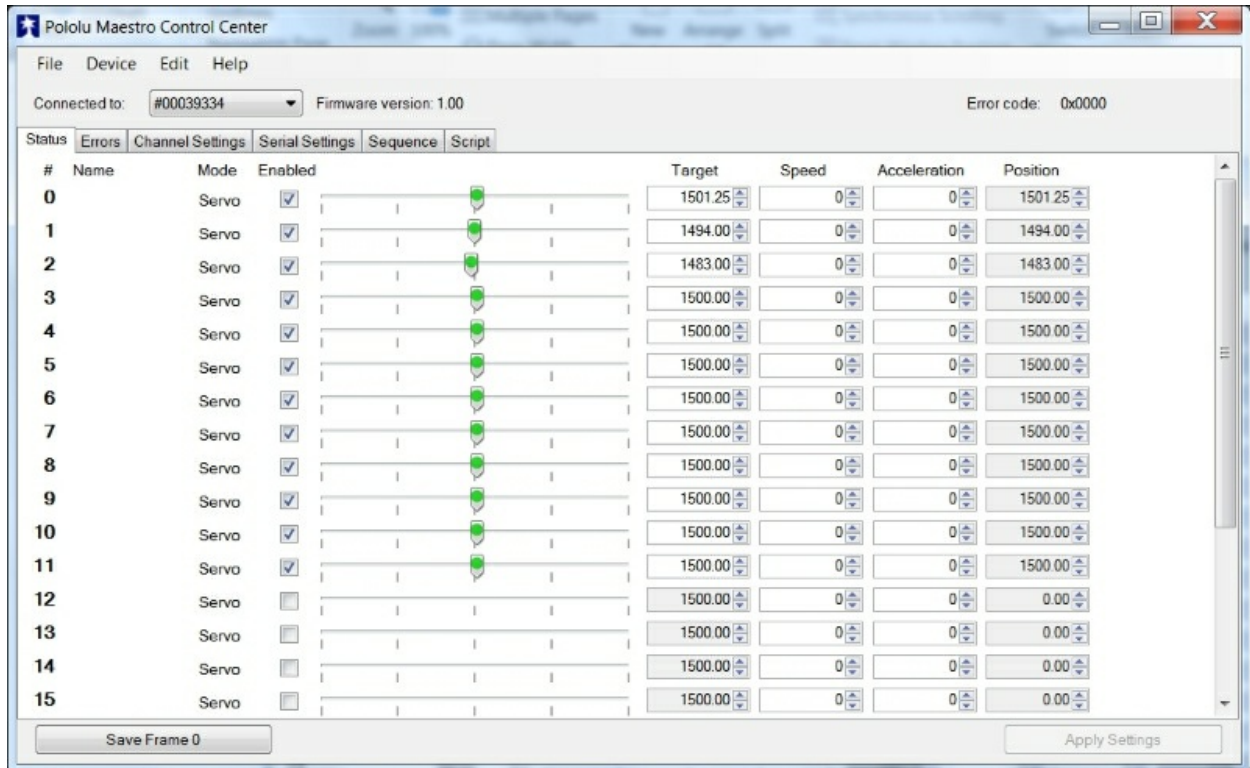 Pololu Maestro Control Center
File Device Edit Help
Connected to: #00039334 Firmware version: 1.00 Error code: 0x0000
Status Errors Channel Settings Serial Settings Sequence Script
# Name Mode Enabled Target Speed Acceleration Position
0 Servo 1501.25 0 0 1501.25
1 Servo 1494.00 0 0 1494.00
2 Servo 1483.00 0 0 1483.00
3 Servo 1500.00 0 0 1500.00
4 Servo 1500.00 0 0 1500.00
5 Servo 1500.00 0 0 1500.00
6 Servo 1500.00 0 0 1500.00
7 Servo 1500.00 0 0 1500.00
8 Servo 1500.00 0 0 1500.00
9 Servo 1500.00 0 0 1500.00
10 Servo 1500.00 0 0 1500.00
11 Servo 1500.00 0 0 1500.00
12 Servo 1500.00 0 0 0.00
13 Servo 1500.00 0 0 0.00
14 Servo 1500.00 0 0 0.00
15 Servo 1500.00 0 0 0.00
Save Frame 0 Apply Settings